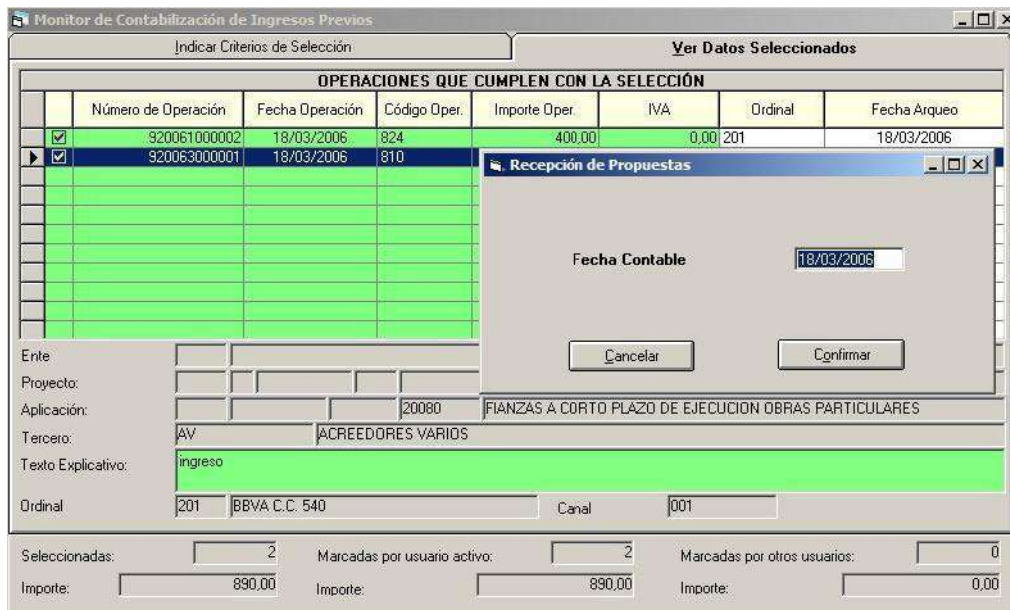 Monitor de Contabilización de Ingresos Previos
Indicar Criterios de Selección Ver Datos Seleccionados
OPERACIONES QUE CUMPLEN CON LA SELECCIÓN
Número de Operación Fecha Operación Código Oper. Importe Oper. IVA Ordinal Fecha Arqueo
920061000002 18/03/2006 824 400,00 0,00 201 18/03/2006
920063000001 18/03/2006 810
Recepción de Propuestas
Fecha Contable 18/03/2006
Cancelar Confirmar
Ente
Proyecto:
Aplicación: 20080 FIANZAS A CORTO PLAZO DE EJECUCION OBRAS PARTICULARES
Tercero: AV ACREEDORES VARIOS
Texto Explicativo: ingreso
Ordinal 201 BBVA C.C. 540 Canal 001
Seleccionadas: 2 Marcadas por usuario activo: 2 Marcadas por otros usuarios: 0
Importe: 890,00 Importe: 890,00 Importe: 0,00